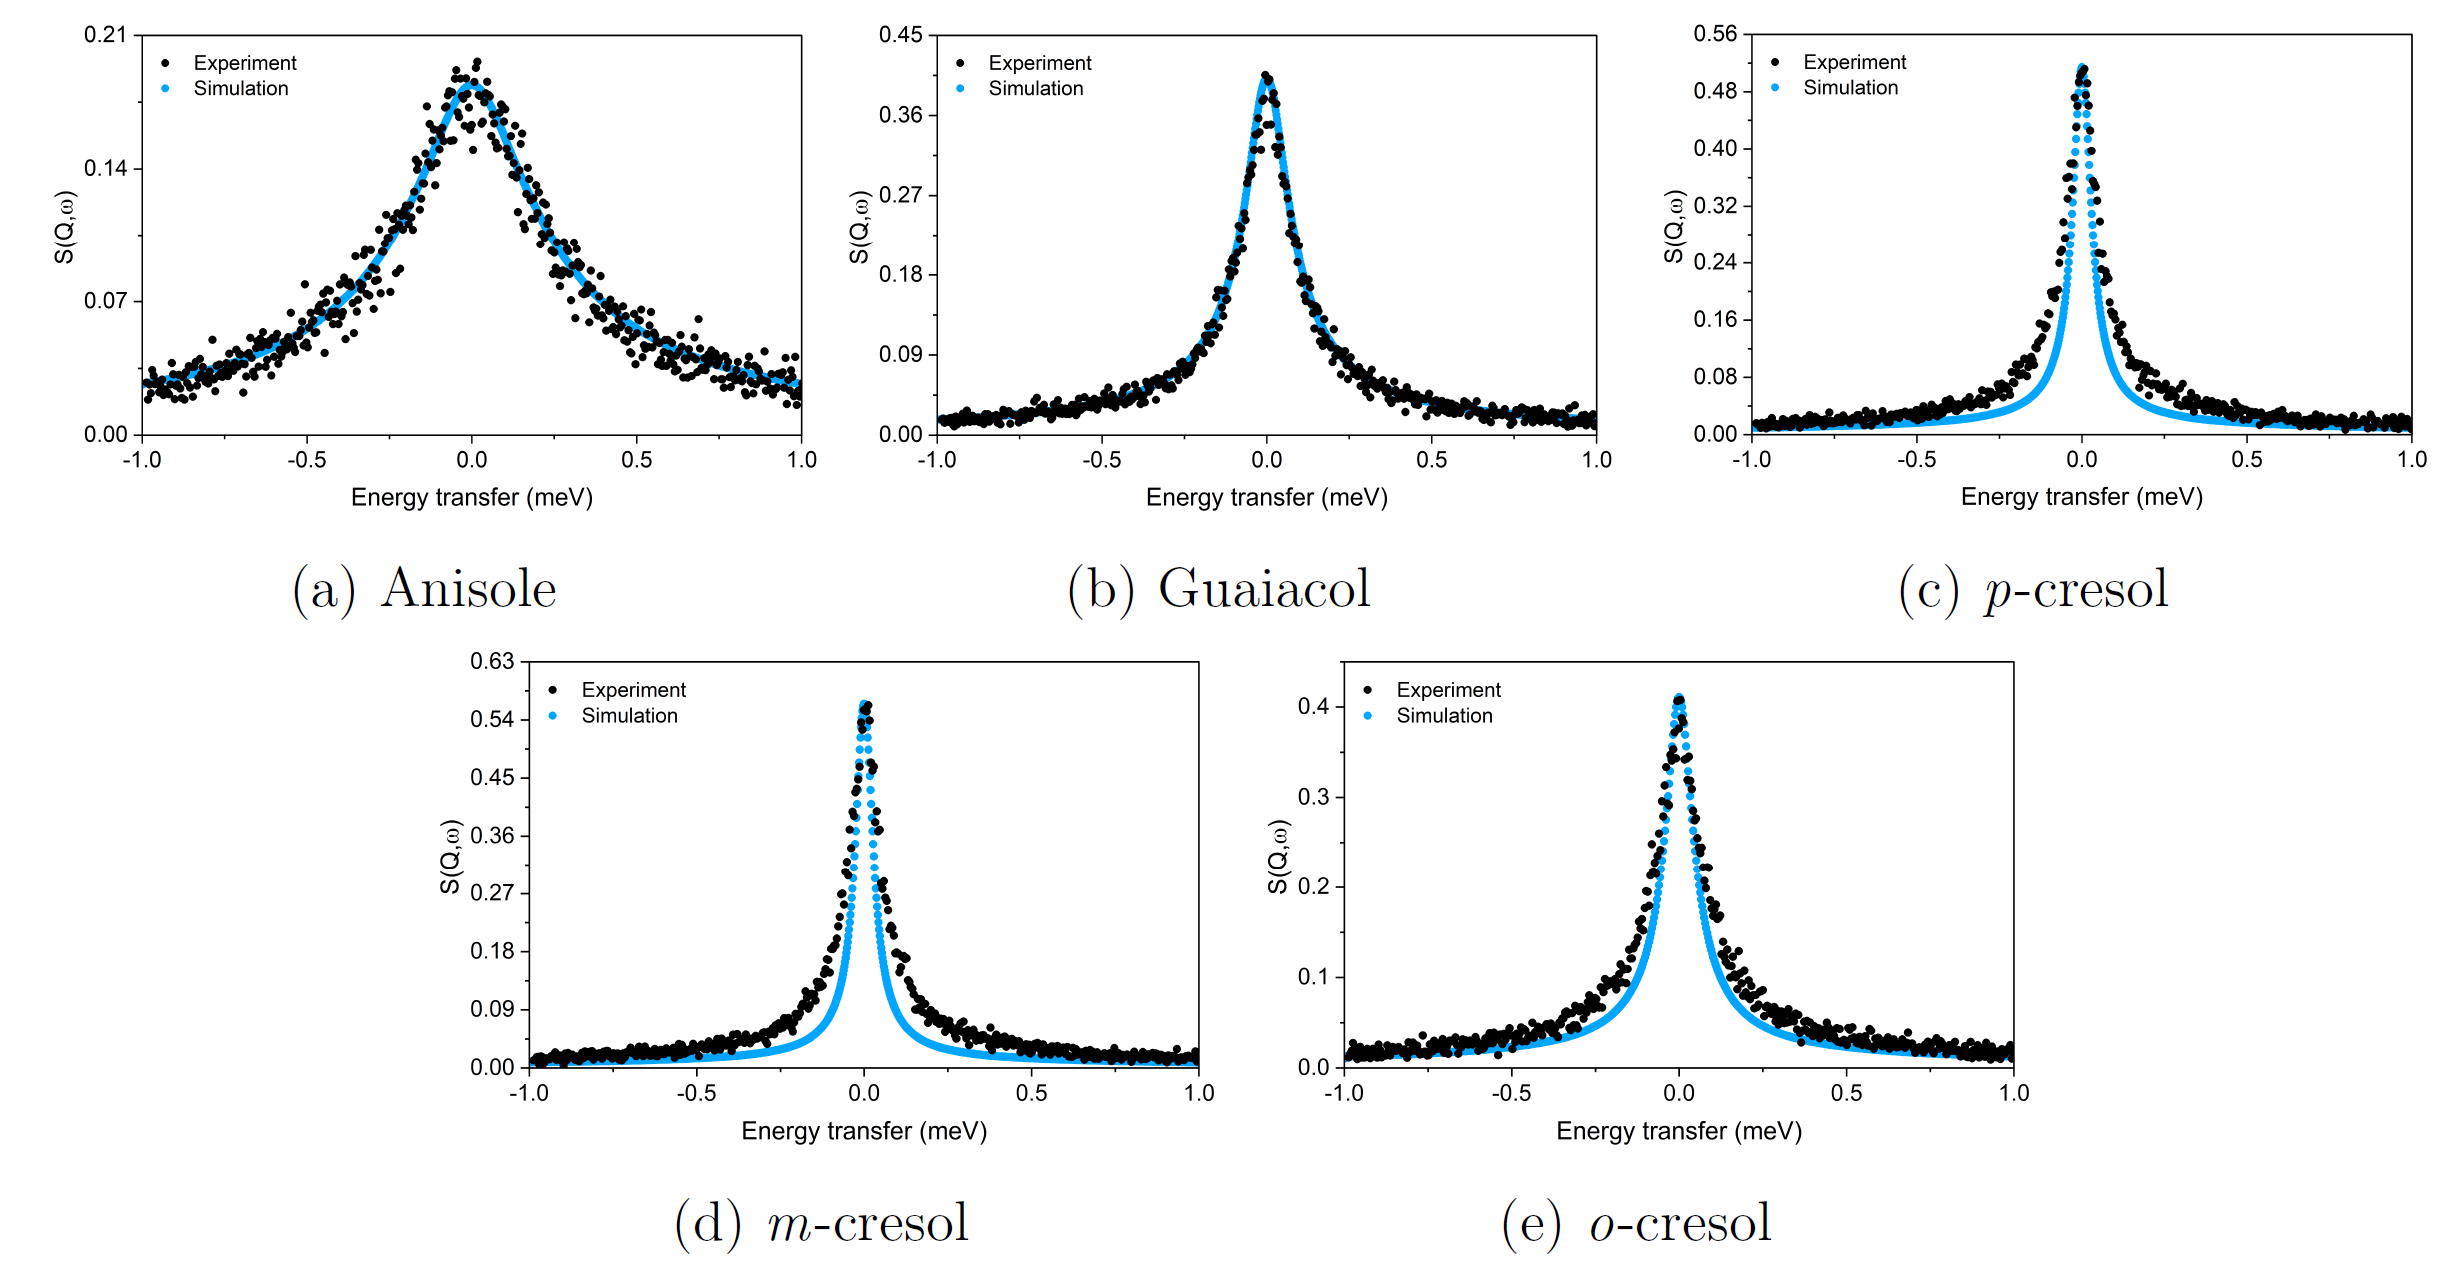 0.21
0.14
0.07
0.00
S(Q,ω)
Experiment
Simulation
-1.0 -0.5 0.0 0.5 1.0
Energy transfer (meV)
(a) Anisole
0.45
0.36
0.27
0.18
0.09
0.00
S(Q,ω)
Experiment
Simulation
-1.0 -0.5 0.0 0.5 1.0
Energy transfer (meV)
(b) Guaiacol
0.56
0.48
0.40
0.32
0.24
0.16
0.08
0.00
S(Q,ω)
Experiment
Simulation
-1.0 -0.5 0.0 0.5 1.0
Energy transfer (meV)
(c) p-cresol
0.63
0.54
0.45
0.36
0.27
0.18
0.09
0.00
S(Q,ω)
Experiment
Simulation
-1.0 -0.5 0.0 0.5 1.0
Energy transfer (meV)
(d) m-cresol
0.4
0.3
0.2
0.1
0.0
S(Q,ω)
Experiment
Simulation
-1.0 -0.5 0.0 0.5 1.0
Energy transfer (meV)
(e) o-cresol